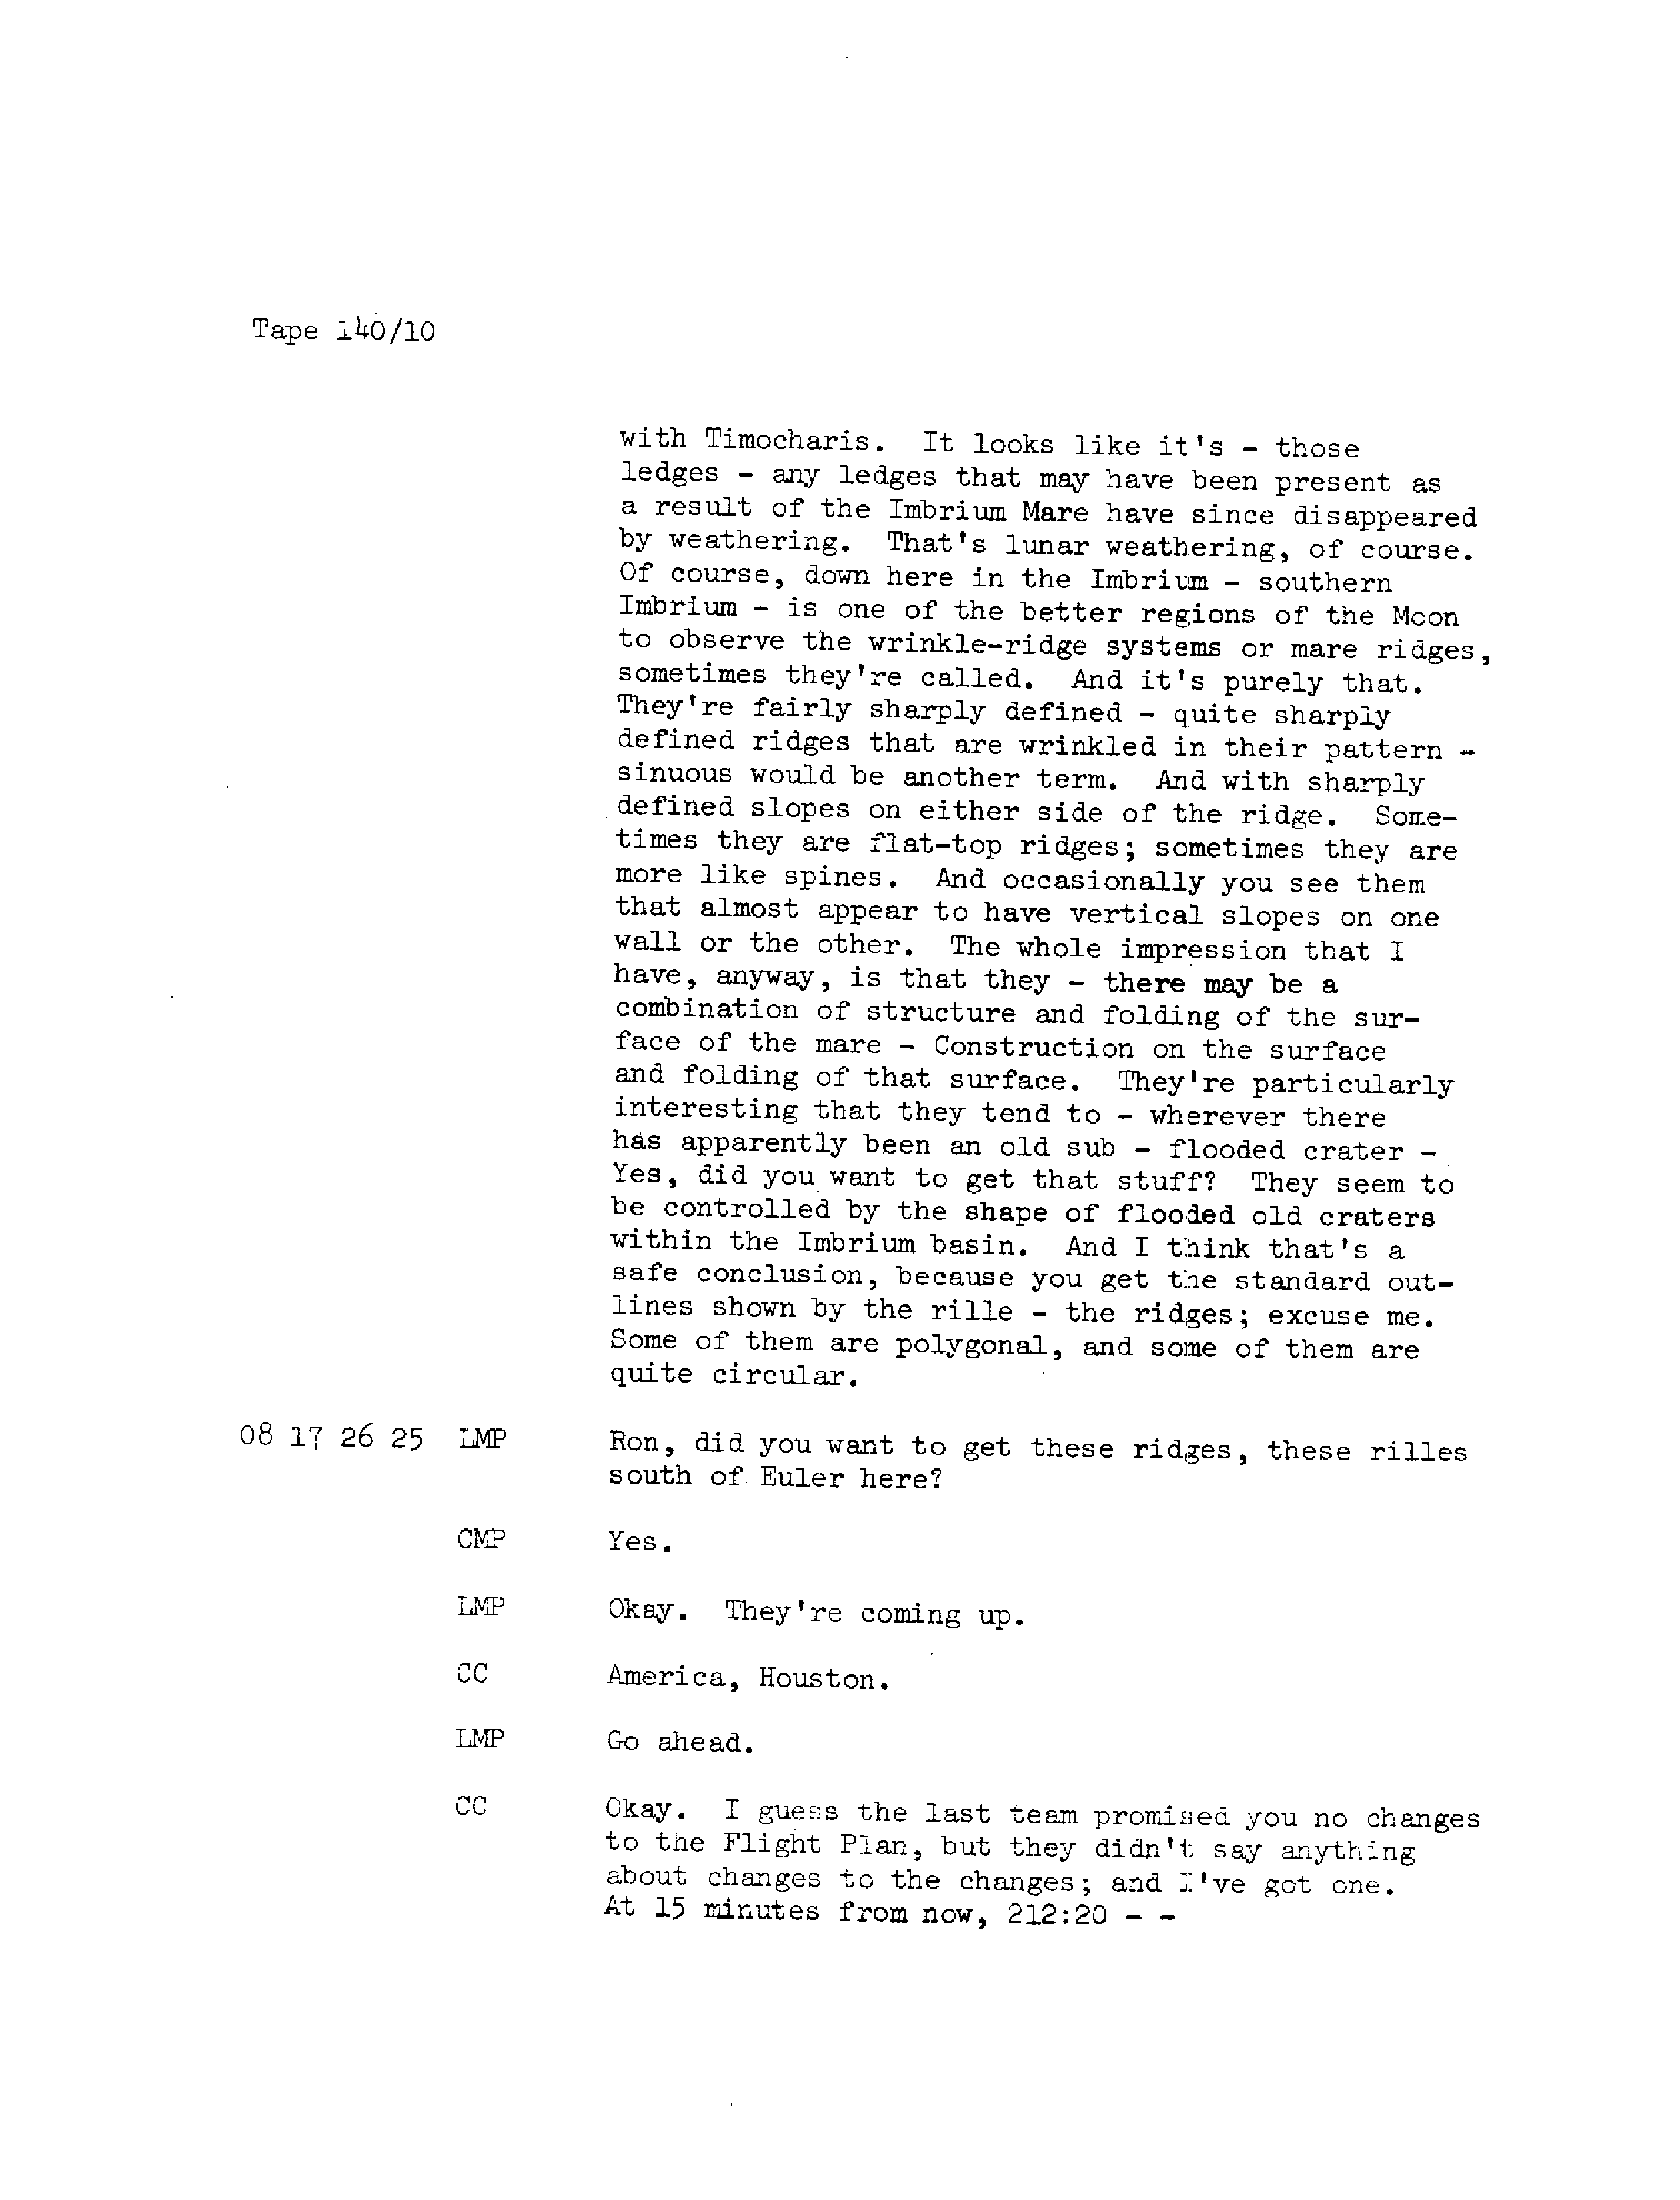 Tape 140/10
with Timocharis. It looks like it's - those
ledges - any ledges that may have been present as
a result of the Imbrium Mare have since disappeared
by weathering. That's lunar weathering, of course.
Of course, down here in the Imbrium - southern
Imbrium - is one of the better regions of the Moon
to observe the wrinkle-ridge systems or mare ridges,
sometimes they're called. And it's purely that.
They're fairly sharply defined - quite sharply
defined ridges that are wrinkled in their pattern -
sinuous would be another term. And with sharply
defined slopes on either side of the ridge. Some-
times they are flat-top ridges; sometimes they are
more like spines. And occasionally you see them
that almost appear to have vertical slopes on one
wall or the other. The whole impression that I
have, anyway, is that they - there may be a
combination of structure and folding of the sur-
face of the mare - Construction on the surface
and folding of that surface. They're particularly
interesting that they tend to - wherever there
has apparently been an old sub - flooded crater -
Yes, did you want to get that stuff? They seem to
be controlled by the shape of flooded old craters
within the Imbrium basin. And I think that's a
safe conclusion, because you get the standard out-
lines shown by the rille - the ridges; excuse me.
Some of them are polygonal, and some of them are
quite circular.
08 17 26 25 LMP Ron, did you want to get these ridges, these rilles
south of Euler here?
CMP Yes.
LMP Okay. They're coming up.
CC America, Houston.
LMP Go ahead.
CC Okay. I guess the last team promised you no changes
to the Flight Plan, but they didn't say anything
about changes to the changes; and I've got one.
At 15 minutes from now, 212:20 - -